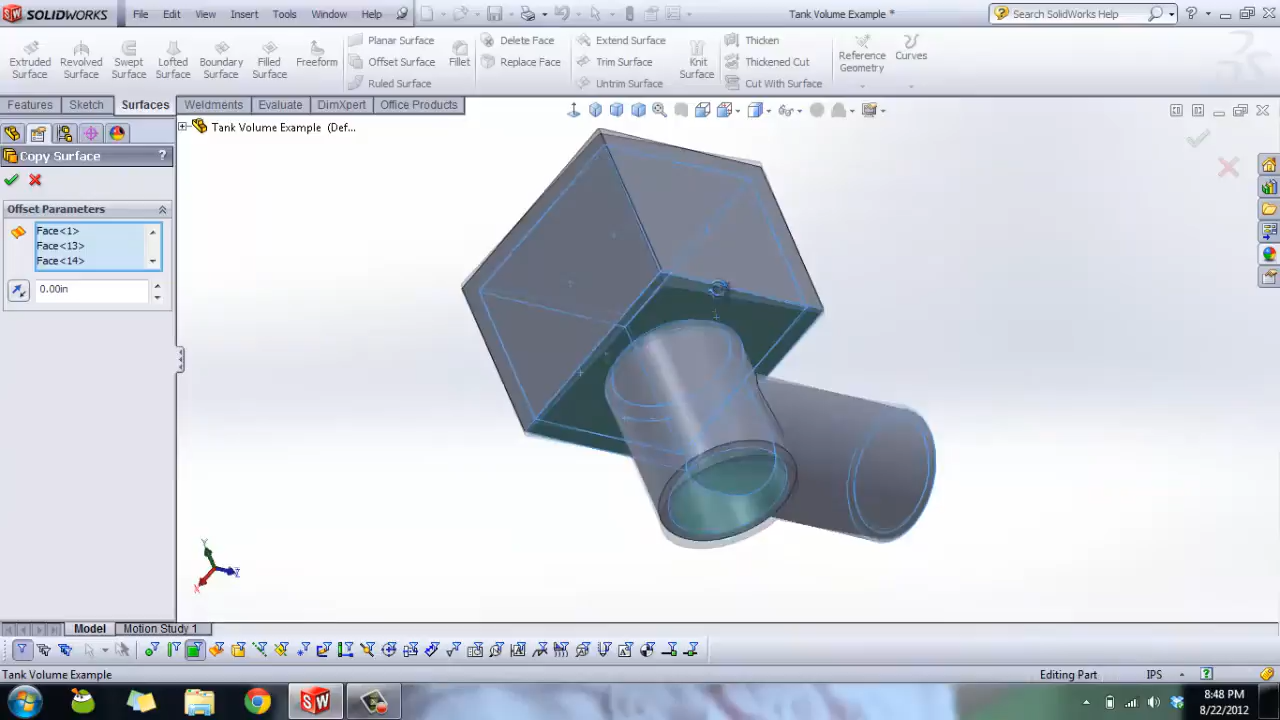 SOLIDWORKS File Edit View Insert Tools Window Help Tank Volume Example * Search SolidWorks Help
Extruded Surface Revolved Surface Swept Surface Lofted Surface Boundary Surface Filled Surface Freeform Planar Surface Offset Surface Ruled Surface Fillet Delete Face Replace Face Extend Surface Trim Surface Untrim Surface Knit Surface Thicken Thickened Cut Cut With Surface Reference Geometry Curves
Features Sketch Surfaces Weldments Evaluate DimXpert Office Products
Tank Volume Example (Def...
Copy Surface ?
Offset Parameters
Face<1>
Face<13>
Face<14>
0.00in
Y
X Z
Model Motion Study 1
Tank Volume Example Editing Part IPS
8:48 PM
8/22/2012